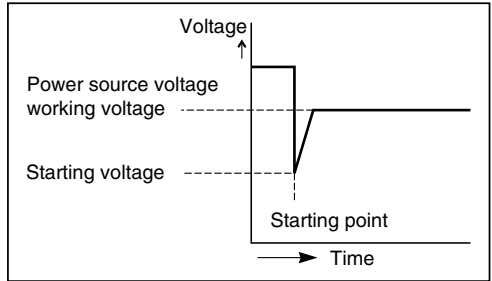 Voltage
Power source voltage
working voltage
Starting voltage
Starting point
Time